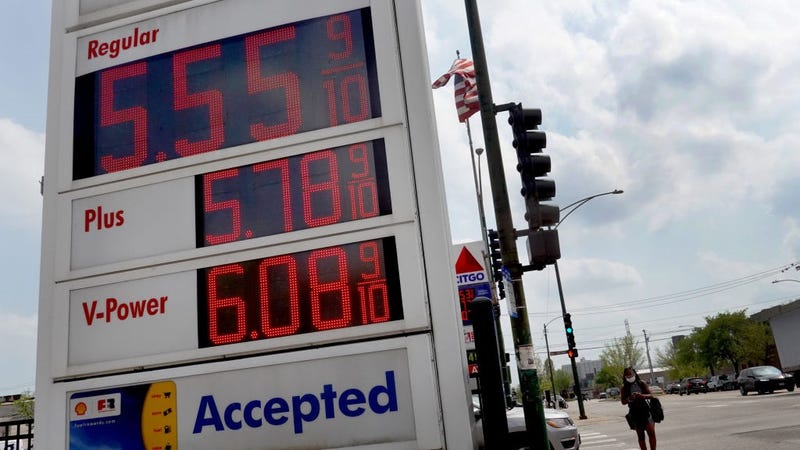 Regular
5.55 9/10
Plus
5.78 9/10
V-Power
6.08 9/10
Accepted
CITGO